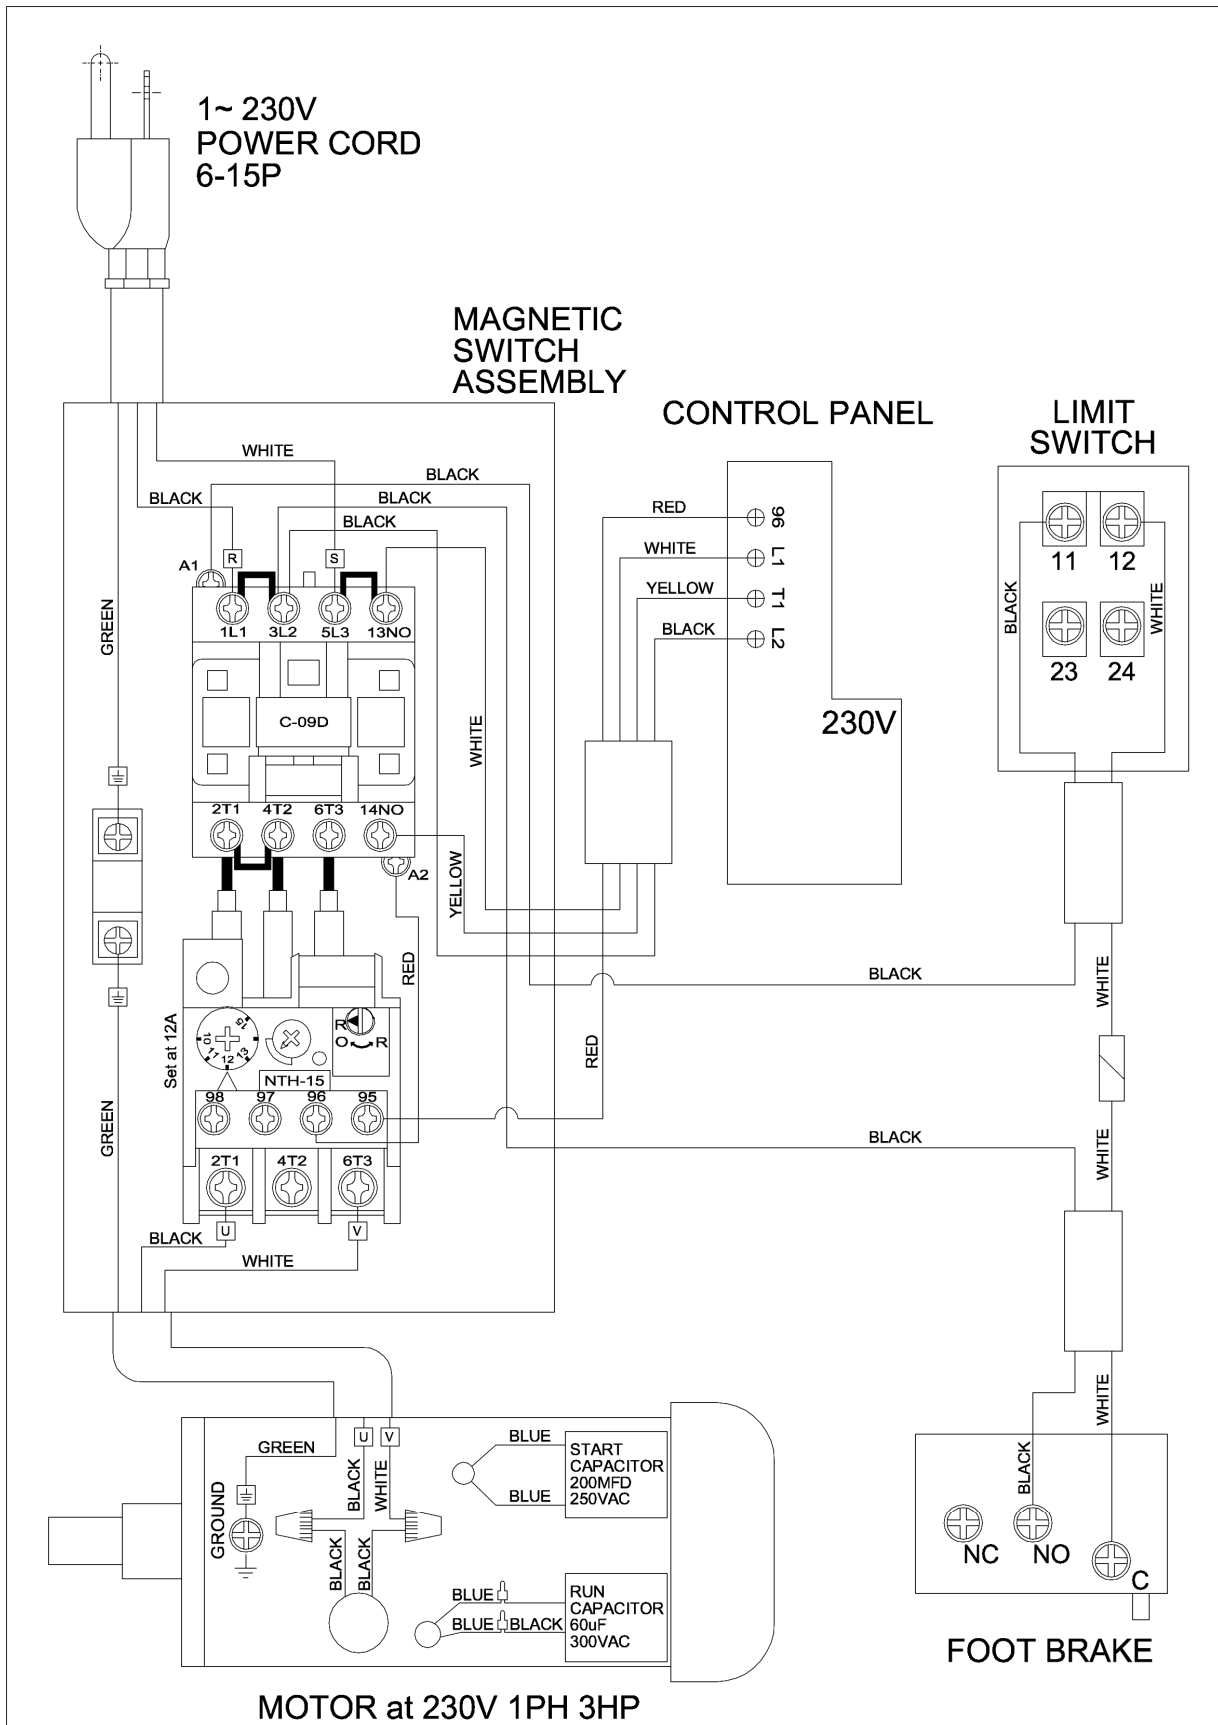 1~ 230V
POWER CORD
6-15P
MAGNETIC
SWITCH
ASSEMBLY
CONTROL PANEL
LIMIT
SWITCH
WHITE
BLACK
BLACK
BLACK
BLACK
A1
R
S
1L1
3L2
5L3
13NO
GREEN
C-09D
WHITE
2T1
4T2
6T3
14NO
A2
YELLOW
RED
RED
WHITE
YELLOW
BLACK
96
L1
T1
L2
230V
11
12
23
24
BLACK
WHITE
BLACK
WHITE
RED
Set at 12A
10
11
12
13
15
R
O
R
NTH-15
98
97
96
95
2T1
4T2
6T3
GREEN
BLACK
WHITE
U
V
BLACK
WHITE
GREEN
U
V
BLACK
WHITE
GROUND
BLACK
BLACK
BLUE
BLUE
START
CAPACITOR
200MFD
250VAC
BLUE
BLUE
BLACK
RUN
CAPACITOR
60uF
300VAC
WHITE
BLACK
NC
NO
C
FOOT BRAKE
MOTOR at 230V 1PH 3HP